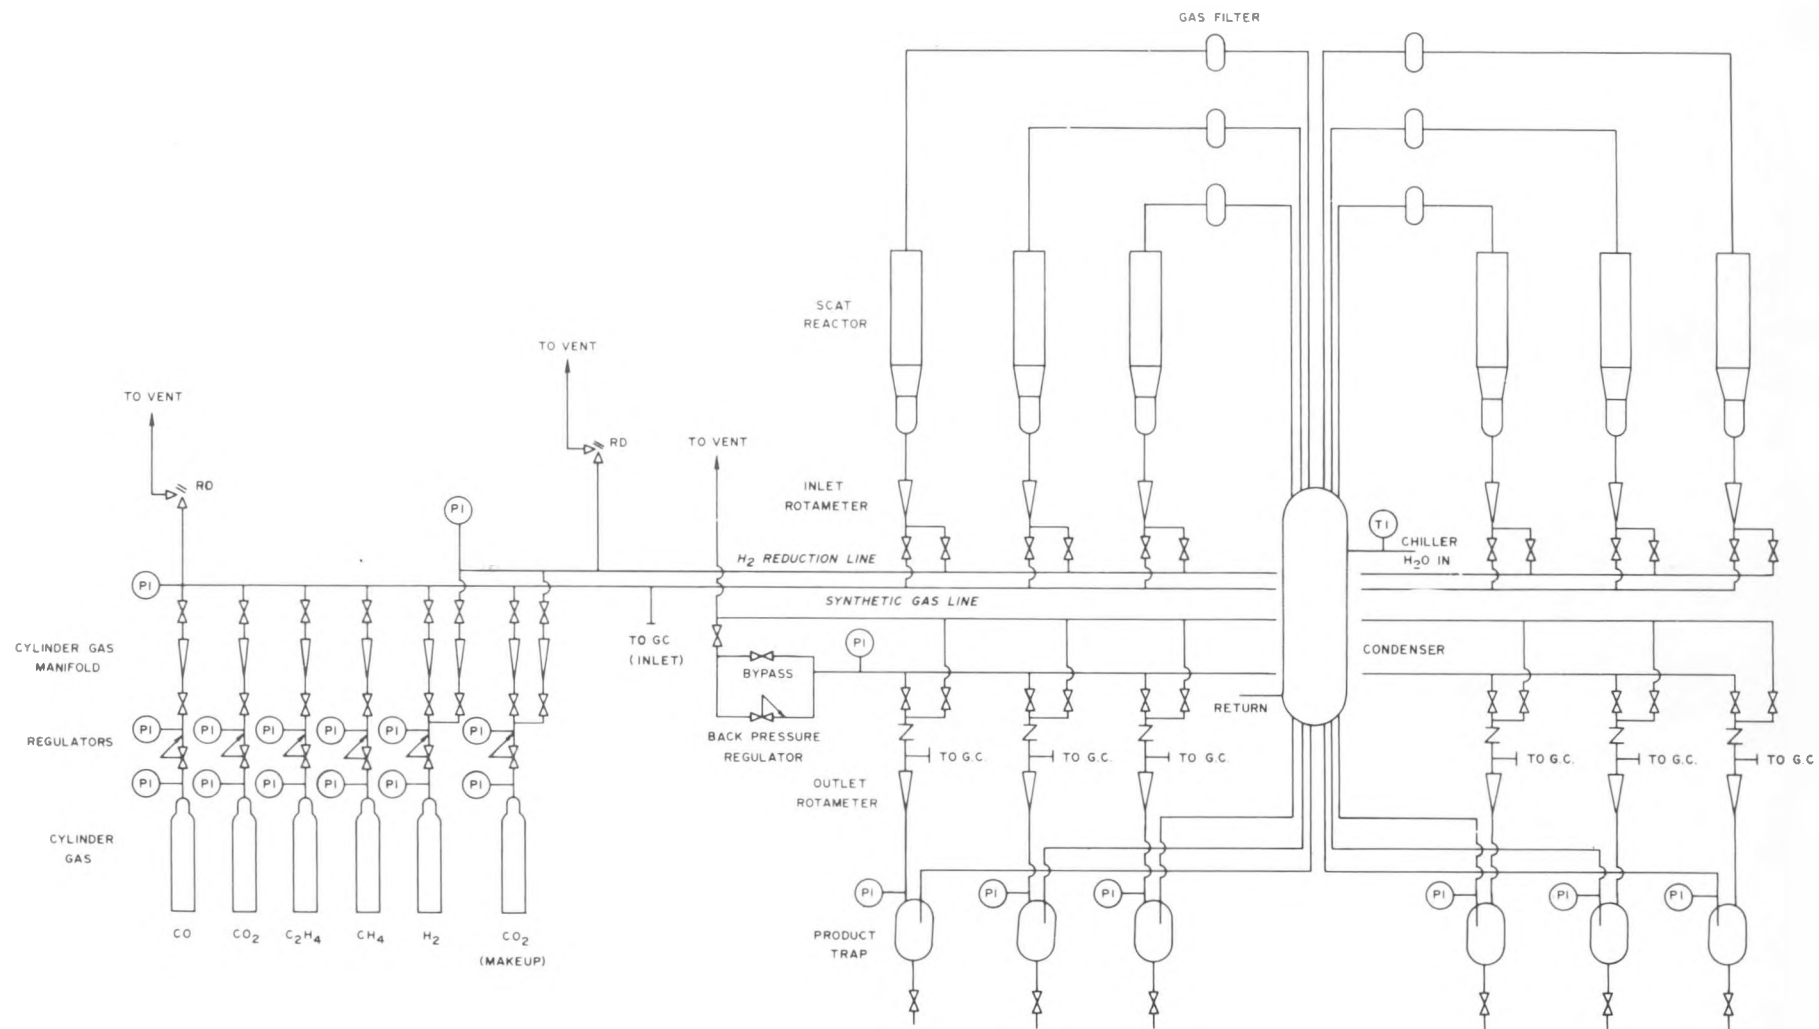 GAS FILTER
SCAT
REACTOR
TO VENT
TO VENT
TO VENT
RD
RD
INLET
ROTAMETER
PI
TI
CHILLER
H2O IN
H2 REDUCTION LINE
PI
SYNTHETIC GAS LINE
TO GC
(INLET)
PI
CYLINDER GAS
MANIFOLD
BYPASS
CONDENSER
RETURN
REGULATORS
PI
PI
PI
PI
PI
PI
BACK PRESSURE
REGULATOR
TO G.C.
TO G.C.
TO G.C.
TO G.C.
TO G.C.
TO G.C
PI
PI
PI
PI
PI
PI
OUTLET
ROTAMETER
CYLINDER
GAS
PI
PI
PI
PI
PI
PI
CO
CO2
C2H4
CH4
H2
CO2
(MAKEUP)
PRODUCT
TRAP